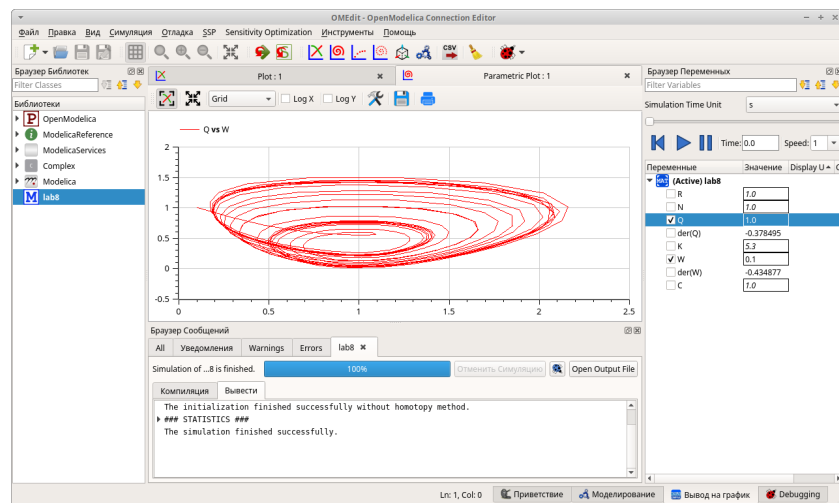 OMEdit - OpenModelica Connection Editor
Файл Правка Вид Симуляция Отладка SSP Sensitivity Optimization Инструменты Помощь
CSV
Браузер Библиотек
Filter Classes
Библиотеки
P OpenModelica
i ModelicaReference
ModelicaServices
Complex
Modelica
M lab8
Plot : 1
Parametric Plot : 1
Grid
Log X
Log Y
Q vs W
2
1.5
1
0.5
0
-0.5
0 0.5 1 1.5 2 2.5
Браузер Сообщений
All Уведомления Warnings Errors lab8
Simulation of ...8 is finished. 100% Отменить Симуляцию Open Output File
Компиляция Вывести
The initialization finished successfully without homotopy method.
### STATISTICS ###
The simulation finished successfully.
Браузер Переменных
Filter Variables
Simulation Time Unit s
Time: 0.0 Speed: 1
Переменные Значение Display U
MAT (Active) lab8
R 1.0
N 1.0
Q 1.0
der(Q) -0.378495
K 5.3
W 0.1
der(W) -0.434877
C 1.0
Ln: 1, Col: 0 Приветствие Моделирование Вывод на график Debugging